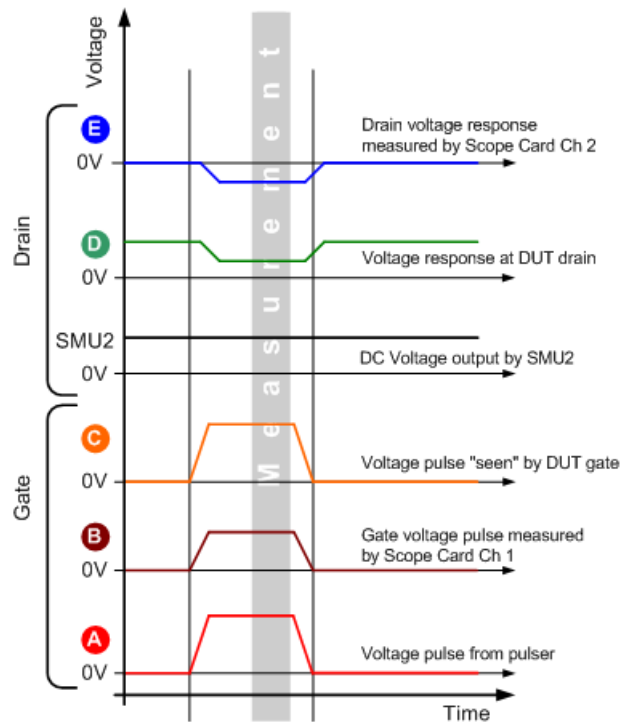 Voltage
E
Drain voltage response
measured by Scope Card Ch 2
0V
D
Voltage response at DUT drain
0V
Drain
SMU2
DC Voltage output by SMU2
0V
Measurement
C
Voltage pulse "seen" by DUT gate
0V
Gate
B
Gate voltage pulse measured
by Scope Card Ch 1
0V
A
Voltage pulse from pulser
0V
Time